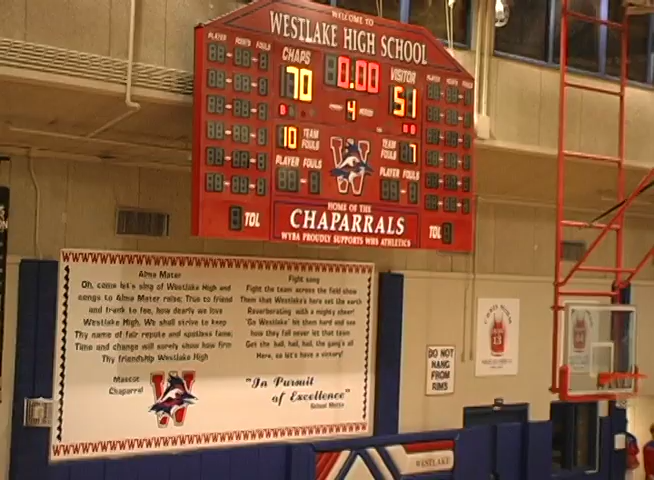 WELCOME TO
WESTLAKE HIGH SCHOOL
PLAYER POINTS FOULS
CHAPS
70
0:00
VISITOR
51
PLAYER POINTS FOULS
4
10
TEAM
FOULS
TEAM
FOULS
7
PLAYER FOULS
W
PLAYER FOULS
TOL
HOME OF THE
CHAPARRALS
WYBA PROUDLY SUPPORTS WHS ATHLETICS
TOL
Alma Mater
Oh, come let's sing of Westlake High and
songs to Alma Mater raise; True to friend
and frank to foe, how dearly we love
Westlake High. We shall strive to keep
Thy name of fair repute and spotless fame;
Time and change will surely show how firm
Thy friendship Westlake High
Mascot
Chaparral
W
Fight song
Fight the team across the field show
Them that Westlake's here set the earth
Reverberating with a mighty cheer!
'Go Westlake' hit them hard and see
how they fall never let that team
Get the ball, hail, hail, the gang's all
Here, so let's have a victory!
"In Pursuit
of Excellence"
School Motto
DO NOT
HANG
FROM
RIMS
13
WESTLAKE